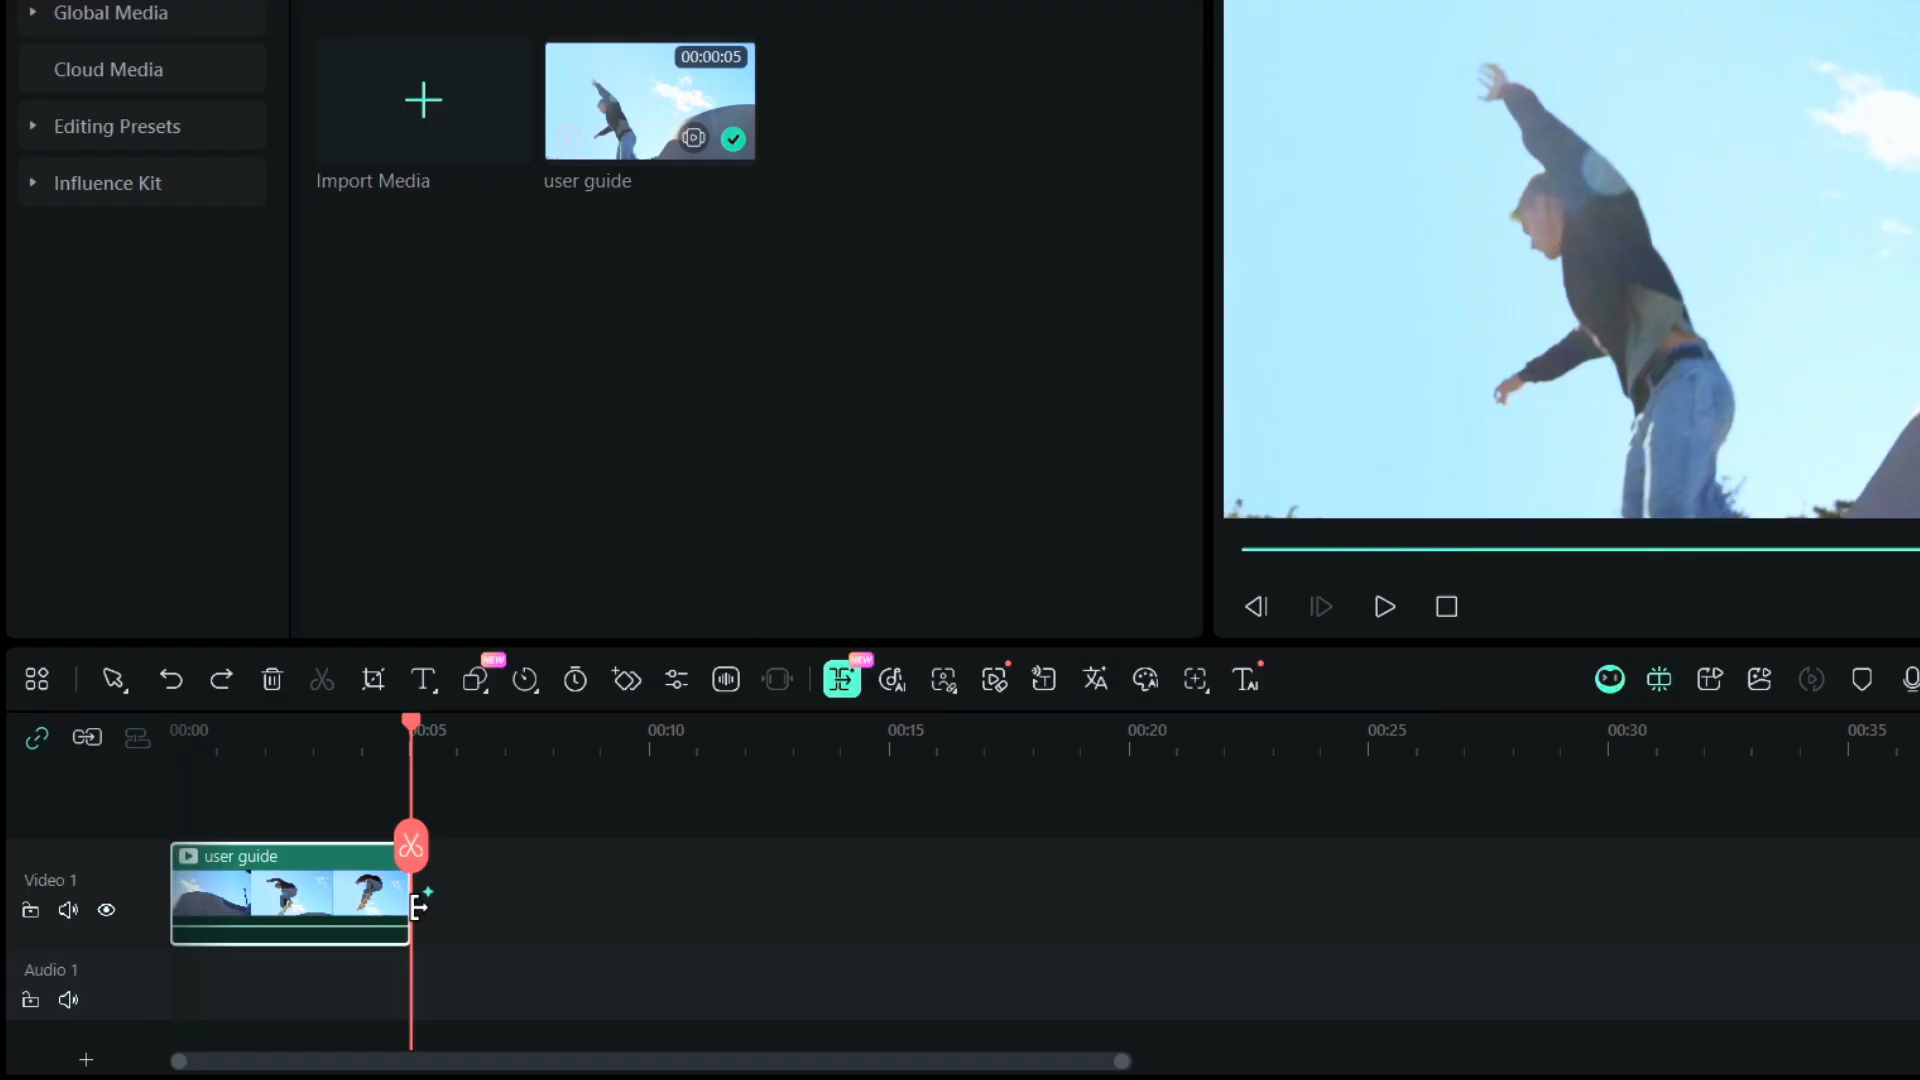 Global Media
Cloud Media
Editing Presets
Influence Kit
00:00:05
Import Media
user guide
NEW
NEW
00:00
00:05
00:10
00:15
00:20
00:25
00:30
00:35
user guide
Video 1
Audio 1